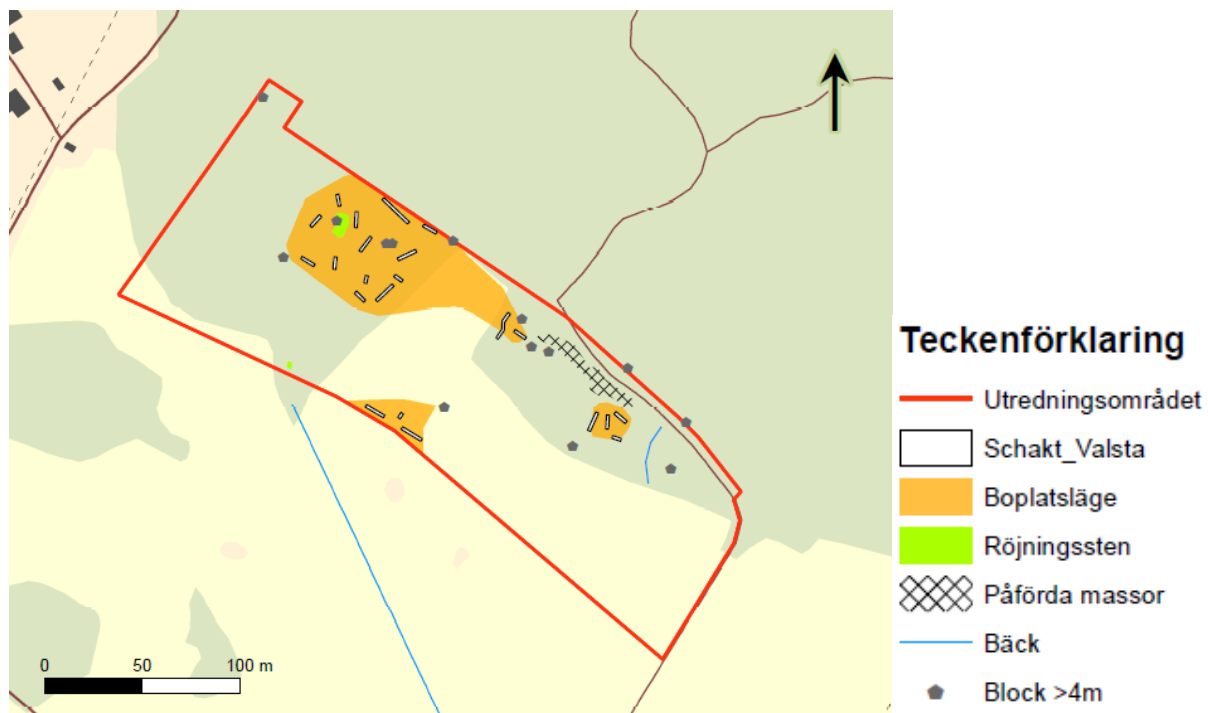 Teckenförklaring
Utredningsområdet
Schakt_Valsta
Boplatsläge
Röjningssten
Påförda massor
Bäck
Block >4m
0 50 100 m